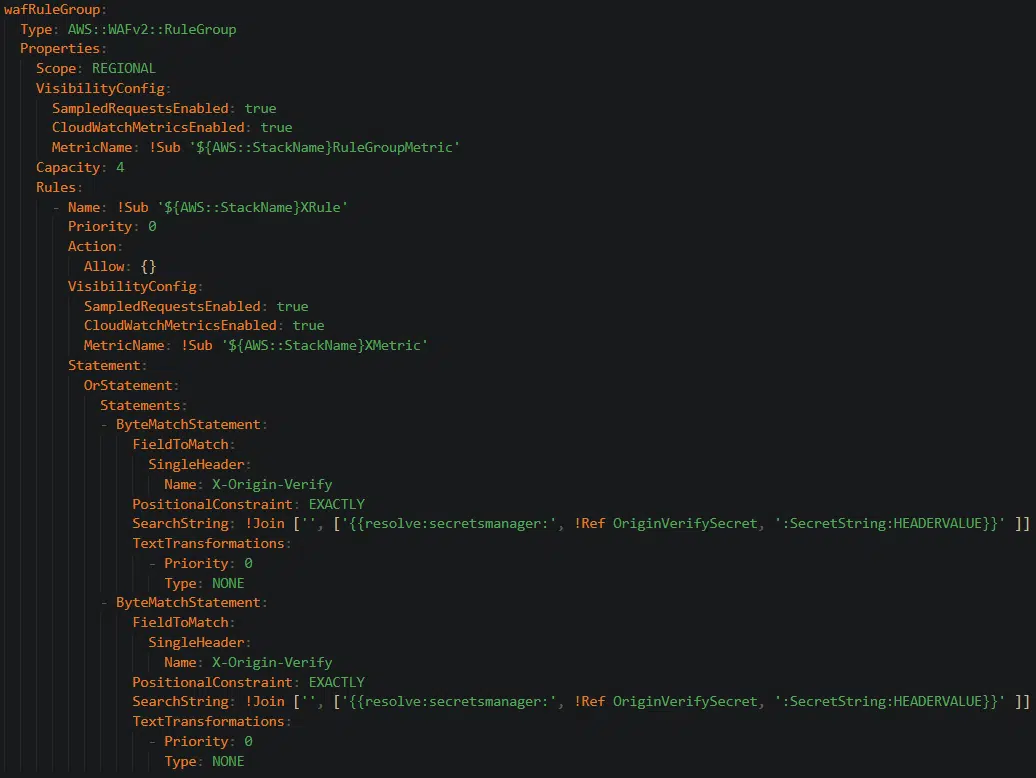 wafRuleGroup:
  Type: AWS::WAFv2::RuleGroup
  Properties:
    Scope: REGIONAL
    VisibilityConfig:
      SampledRequestsEnabled: true
      CloudWatchMetricsEnabled: true
      MetricName: !Sub '${AWS::StackName}RuleGroupMetric'
    Capacity: 4
    Rules:
      - Name: !Sub '${AWS::StackName}XRule'
        Priority: 0
        Action:
          Allow: {}
        VisibilityConfig:
          SampledRequestsEnabled: true
          CloudWatchMetricsEnabled: true
          MetricName: !Sub '${AWS::StackName}XMetric'
        Statement:
          OrStatement:
            Statements:
            - ByteMatchStatement:
                FieldToMatch:
                  SingleHeader:
                    Name: X-Origin-Verify
                PositionalConstraint: EXACTLY
                SearchString: !Join ['', ['{{resolve:secretsmanager:', !Ref OriginVerifySecret, ':SecretString:HEADERVALUE}}' ]]
                TextTransformations:
                  - Priority: 0
                    Type: NONE
            - ByteMatchStatement:
                FieldToMatch:
                  SingleHeader:
                    Name: X-Origin-Verify
                PositionalConstraint: EXACTLY
                SearchString: !Join ['', ['{{resolve:secretsmanager:', !Ref OriginVerifySecret, ':SecretString:HEADERVALUE}}' ]]
                TextTransformations:
                  - Priority: 0
                    Type: NONE